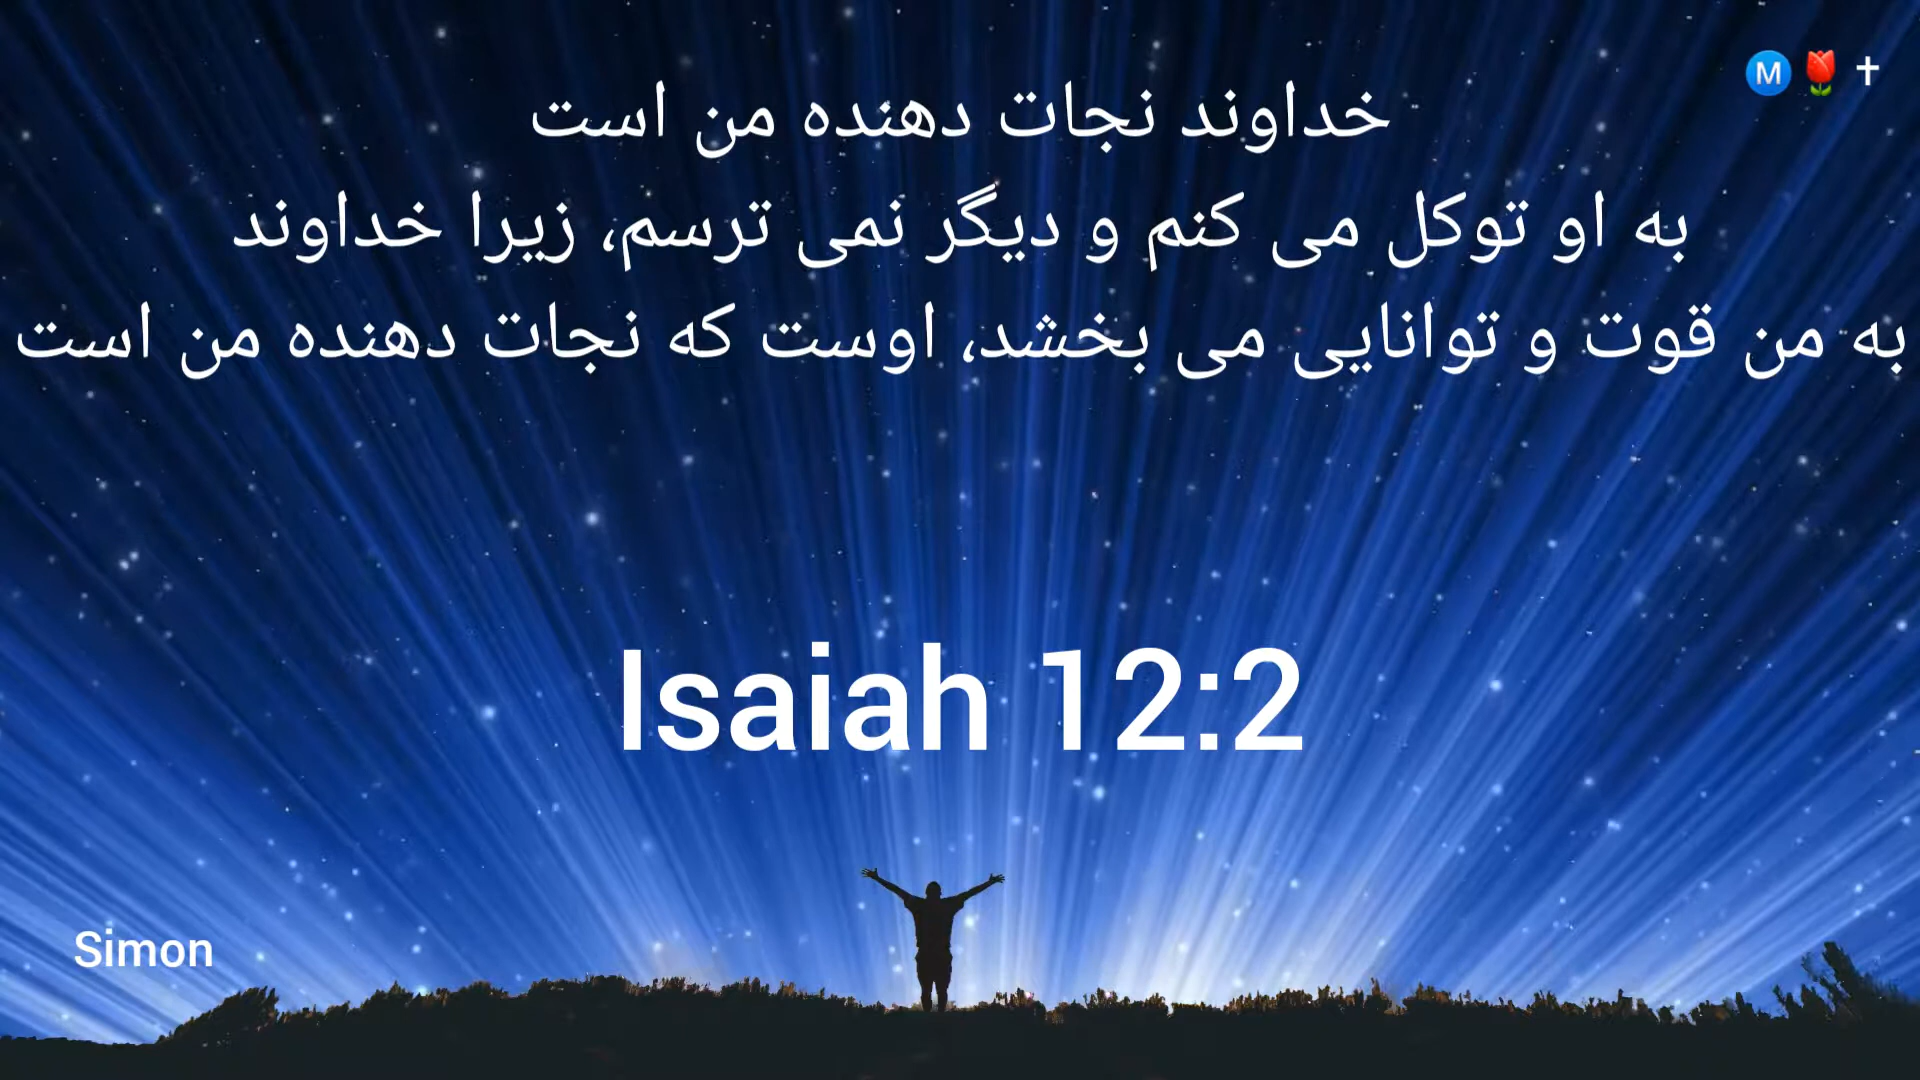 Ⓜ️🌷✝
خداوند نجات دهنده من است
به او توکل می کنم و دیگر نمی ترسم، زیرا خداوند
به من قوت و توانایی می بخشد، اوست که نجات دهنده من است
Isaiah 12:2
Simon